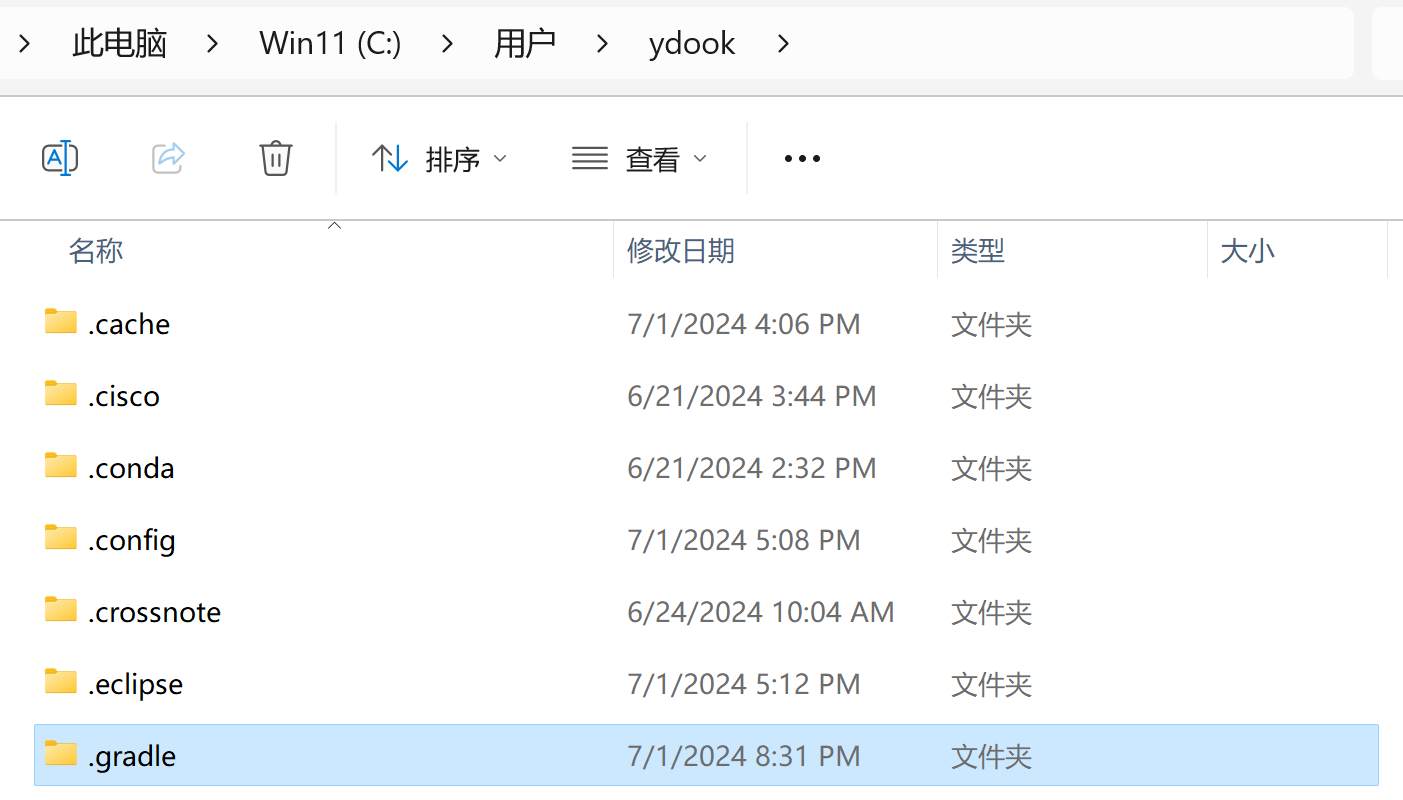 此电脑 Win11 (C:) 用户 ydook
排序 查看
名称 修改日期 类型 大小
.cache 7/1/2024 4:06 PM 文件夹
.cisco 6/21/2024 3:44 PM 文件夹
.conda 6/21/2024 2:32 PM 文件夹
.config 7/1/2024 5:08 PM 文件夹
.crossnote 6/24/2024 10:04 AM 文件夹
.eclipse 7/1/2024 5:12 PM 文件夹
.gradle 7/1/2024 8:31 PM 文件夹